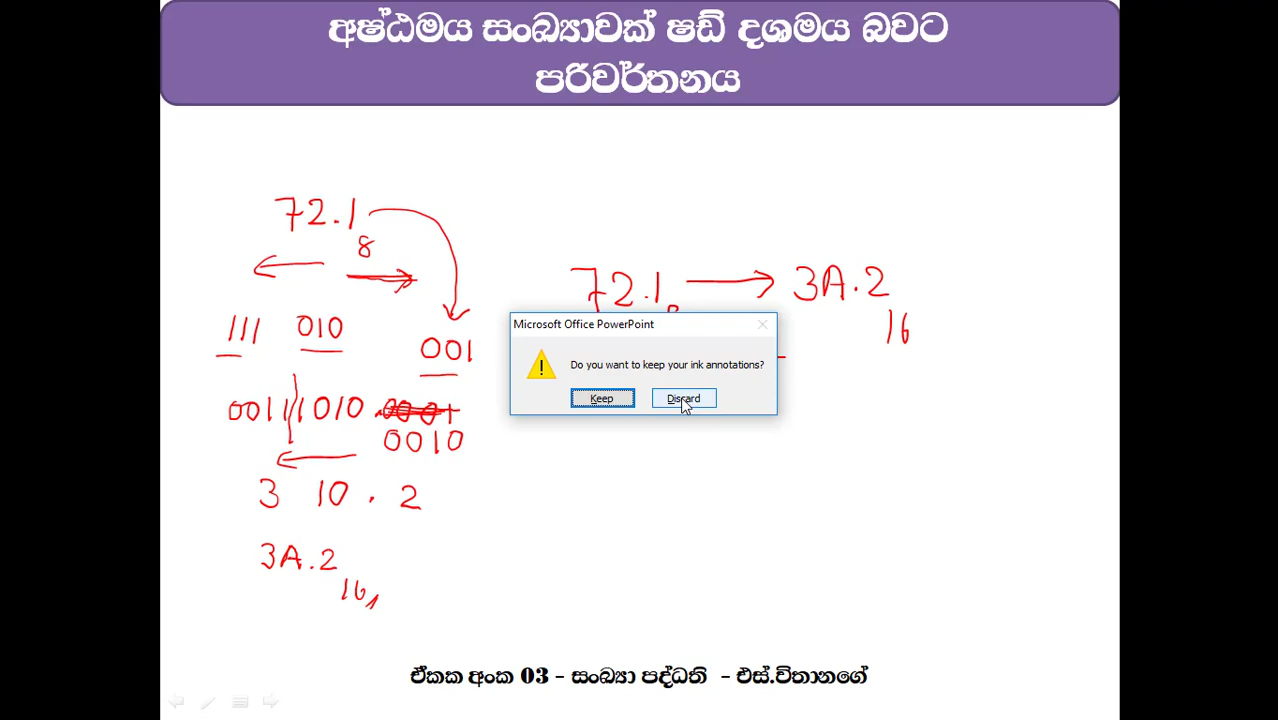 අෂ්ඨමය සංඛ්‍යාවක් ෂඩ් දශමය බවට
පරිවර්තනය
72.1
8
111 010
001
0011 1010 .
0010
3 10 . 2
3A.2
16
72.1 → 3A.2
16
Microsoft Office PowerPoint
Do you want to keep your ink annotations?
Keep Discard
ඒකක අංක 03 – සංඛ්‍යා පද්ධති – එස්.විතානගේ